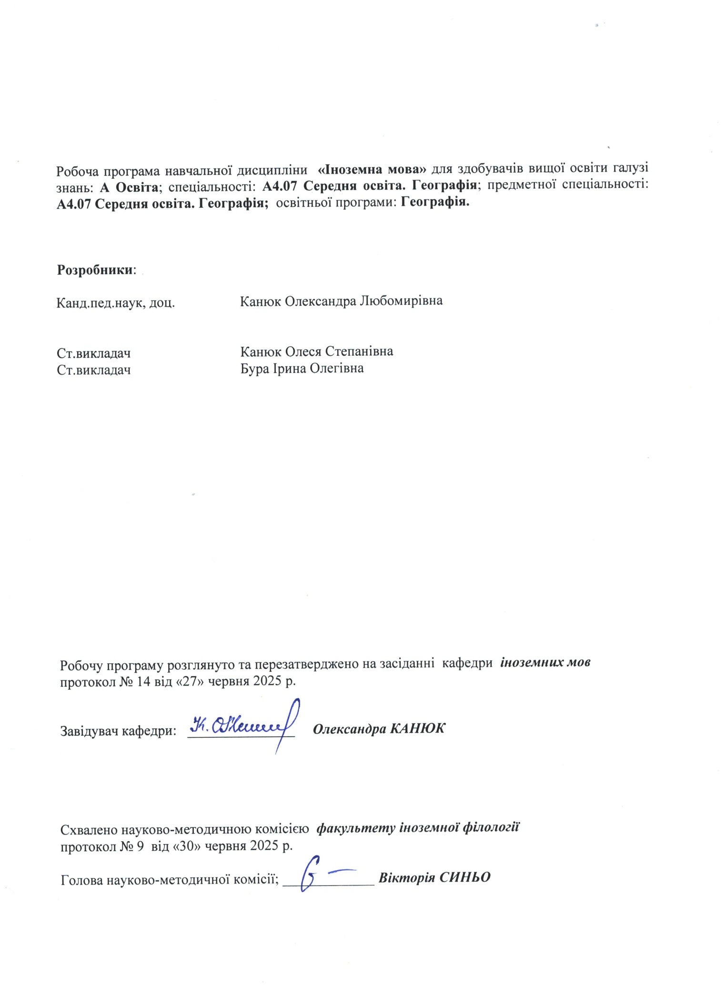 Робоча програма навчальної дисципліни «Іноземна мова» для здобувачів вищої освіти галузі
знань: А Освіта; спеціальності: А4.07 Середня освіта. Географія; предметної спеціальності:
А4.07 Середня освіта. Географія; освітньої програми: Географія.
Розробники:
Канд.пед.наук, доц. Канюк Олександра Любомирівна
Ст.викладач Канюк Олеся Степанівна
Ст.викладач Бура Ірина Олегівна
Робочу програму розглянуто та перезатверджено на засіданні кафедри іноземних мов
протокол № 14 від «27» червня 2025 р.
Завідувач кафедри: Олександра КАНЮК
Схвалено науково-методичною комісією факультету іноземної філології
протокол № 9 від «30» червня 2025 р.
Голова науково-методичної комісії; Вікторія СИНЬО